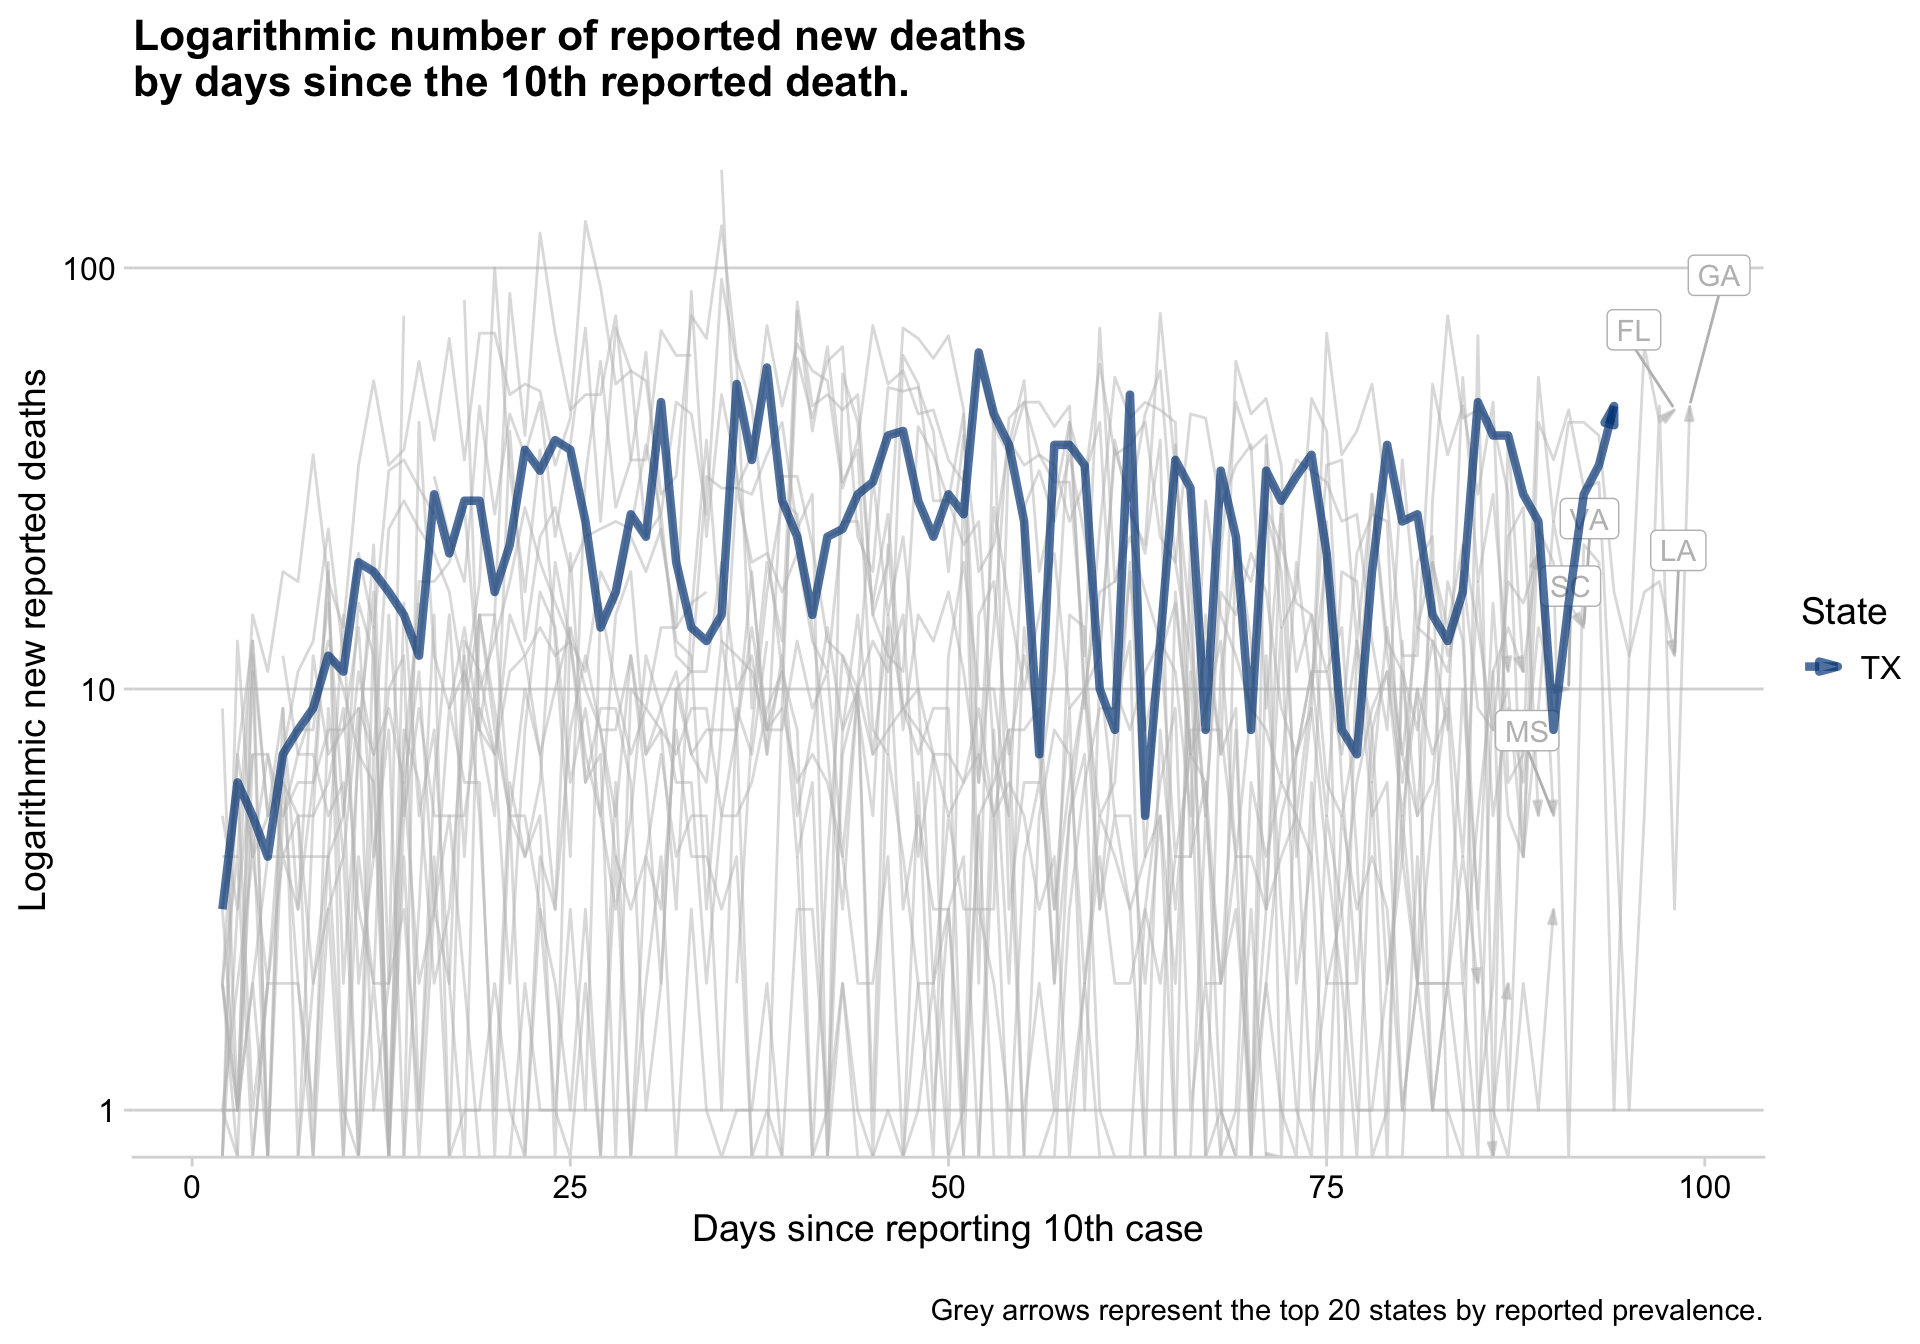 Logarithmic number of reported new deaths
by days since the 10th reported death.
Logarithmic new reported deaths
100
10
1
GA
FL
VA
LA
SC
MS
State
TX
0
25
50
75
100
Days since reporting 10th case
Grey arrows represent the top 20 states by reported prevalence.